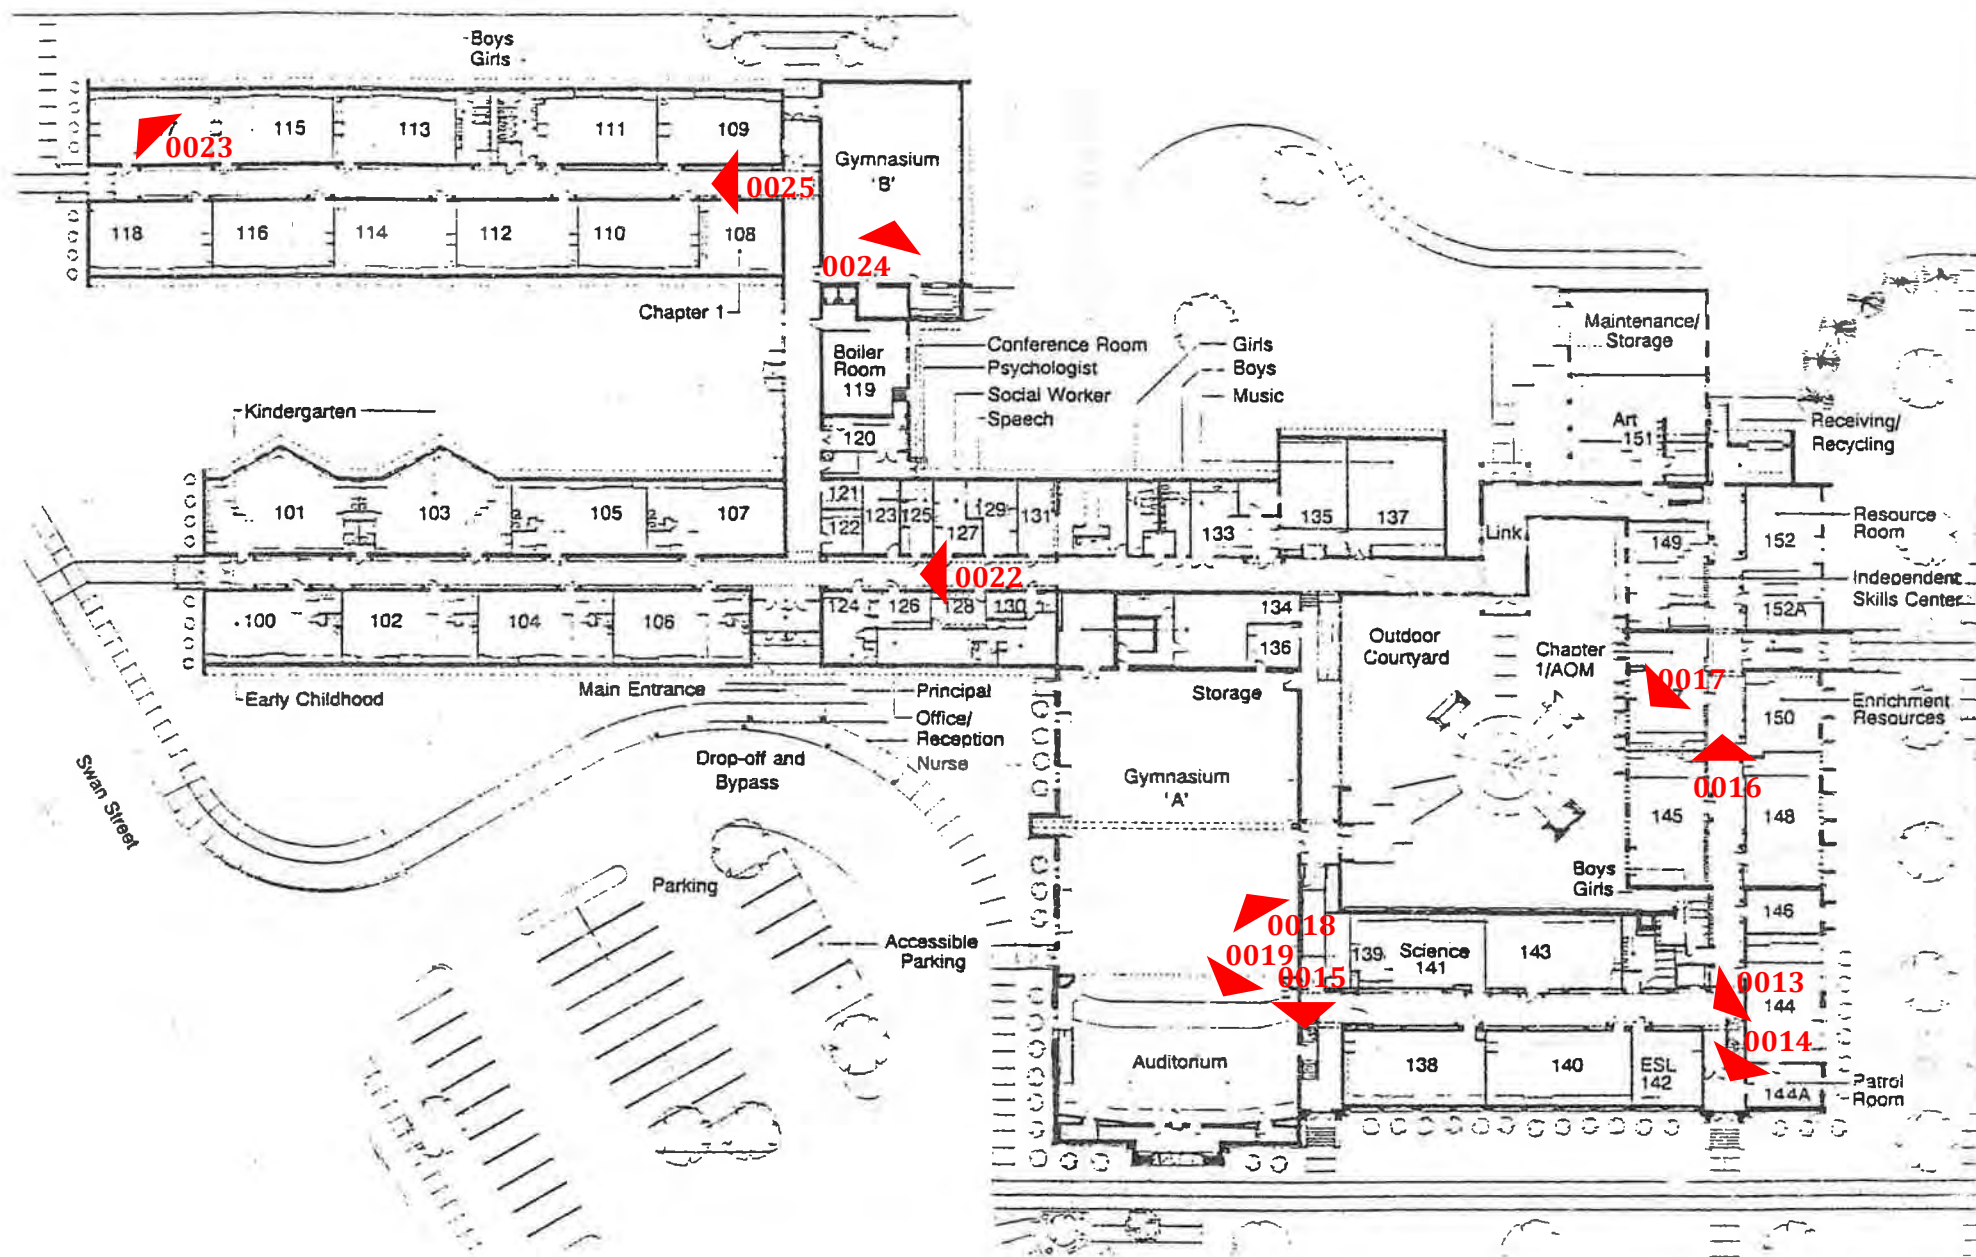 -Boys
Girls
7
0023
115
113
111
109
Gymnasium
'B'
0025
118
116
114
112
110
108
0024
Chapter 1
Boiler
Room
119
Conference Room
Psychologist
Social Worker
-Speech
Girls
Boys
Music
Maintenance/
Storage
Kindergarten
120
Art
151
Receiving/
Recycling
101
103
105
107
121
122
123
125
127
129
131
133
135
137
Link
149
152
Resource
Room
0022
Independent
Skills Center
152A
100
102
104
106
124
126
128
130
134
136
Outdoor
Courtyard
Chapter
1/AOM
0017
Early Childhood
Main Entrance
Principal
Office/
Reception
Nurse
Storage
150
Enrichment
Resources
Swan Street
Drop-off and
Bypass
Gymnasium
'A'
0016
145
148
Parking
Boys
Girls
146
0018
Accessible
Parking
0019
0015
139
Science
141
143
0013
144
0014
Auditorium
138
140
ESL
142
144A
Patrol
Room